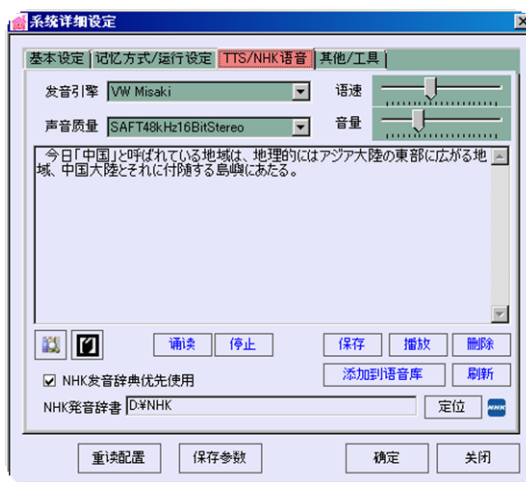 系统详细设定
基本设定 记忆方式/运行设定 TTS/NHK语音 其他/工具
发音引擎 VW Misaki 语速
声音质量 SAFT48kHz16BitStereo 音量
今日「中国」と呼ばれている地域は、地理的にはアジア大陸の東部に広がる地
域、中国大陸とそれに付随する島嶼にあたる。
诵读 停止 保存 播放 删除
添加到语音库 刷新
NHK发音辞典优先使用
NHK発音辞書 D:¥NHK 定位 NHK
重读配置 保存参数 确定 关闭